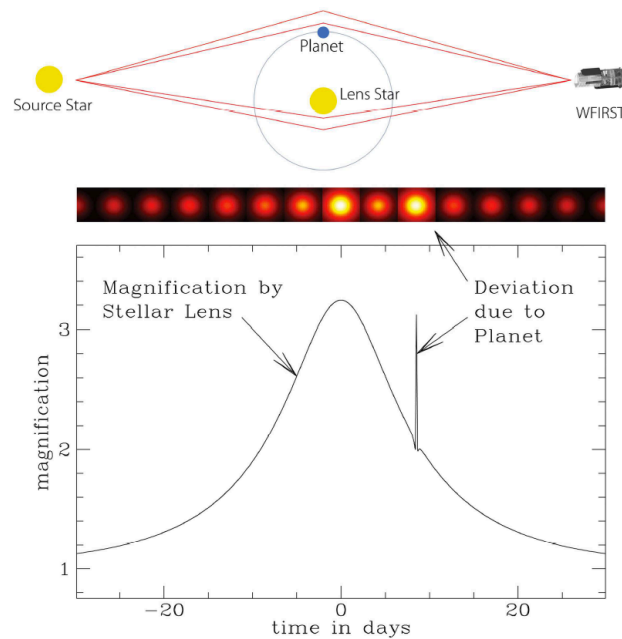 Planet
Source Star
Lens Star
WFIRST
Magnification by
Stellar Lens
Deviation
due to
Planet
3
2
1
magnification
−20
0
20
time in days